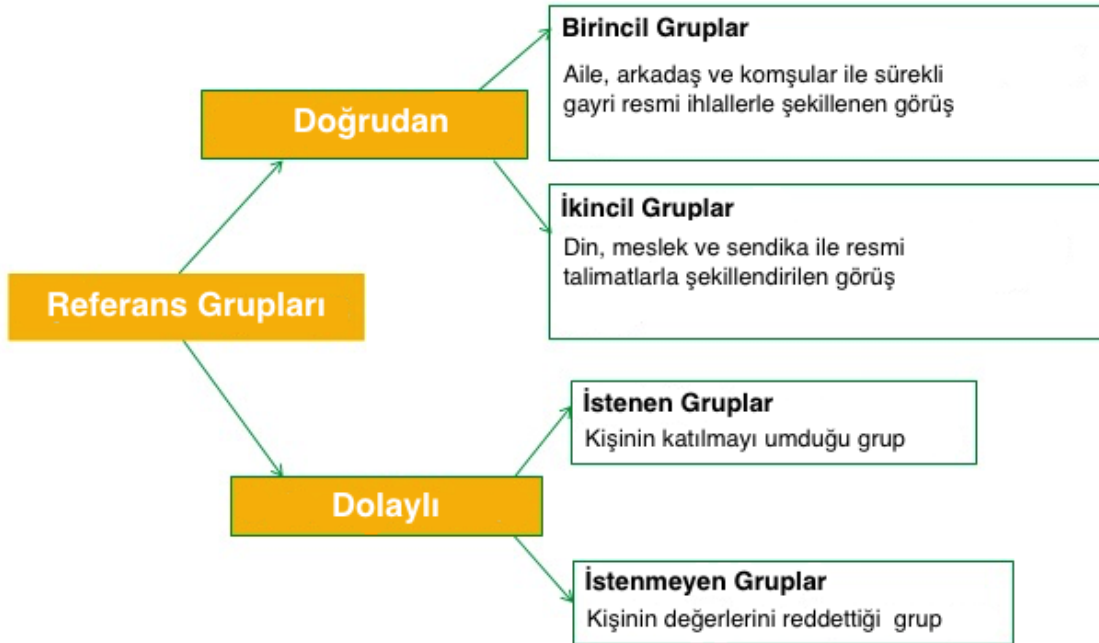 Birincil Gruplar
Aile, arkadaş ve komşular ile sürekli
gayri resmi ihlallerle şekillenen görüş
Doğrudan
İkincil Gruplar
Din, meslek ve sendika ile resmi
talimatlarla şekillendirilen görüş
Referans Grupları
İstenen Gruplar
Kişinin katılmayı umduğu grup
Dolaylı
İstenmeyen Gruplar
Kişinin değerlerini reddettiği grup